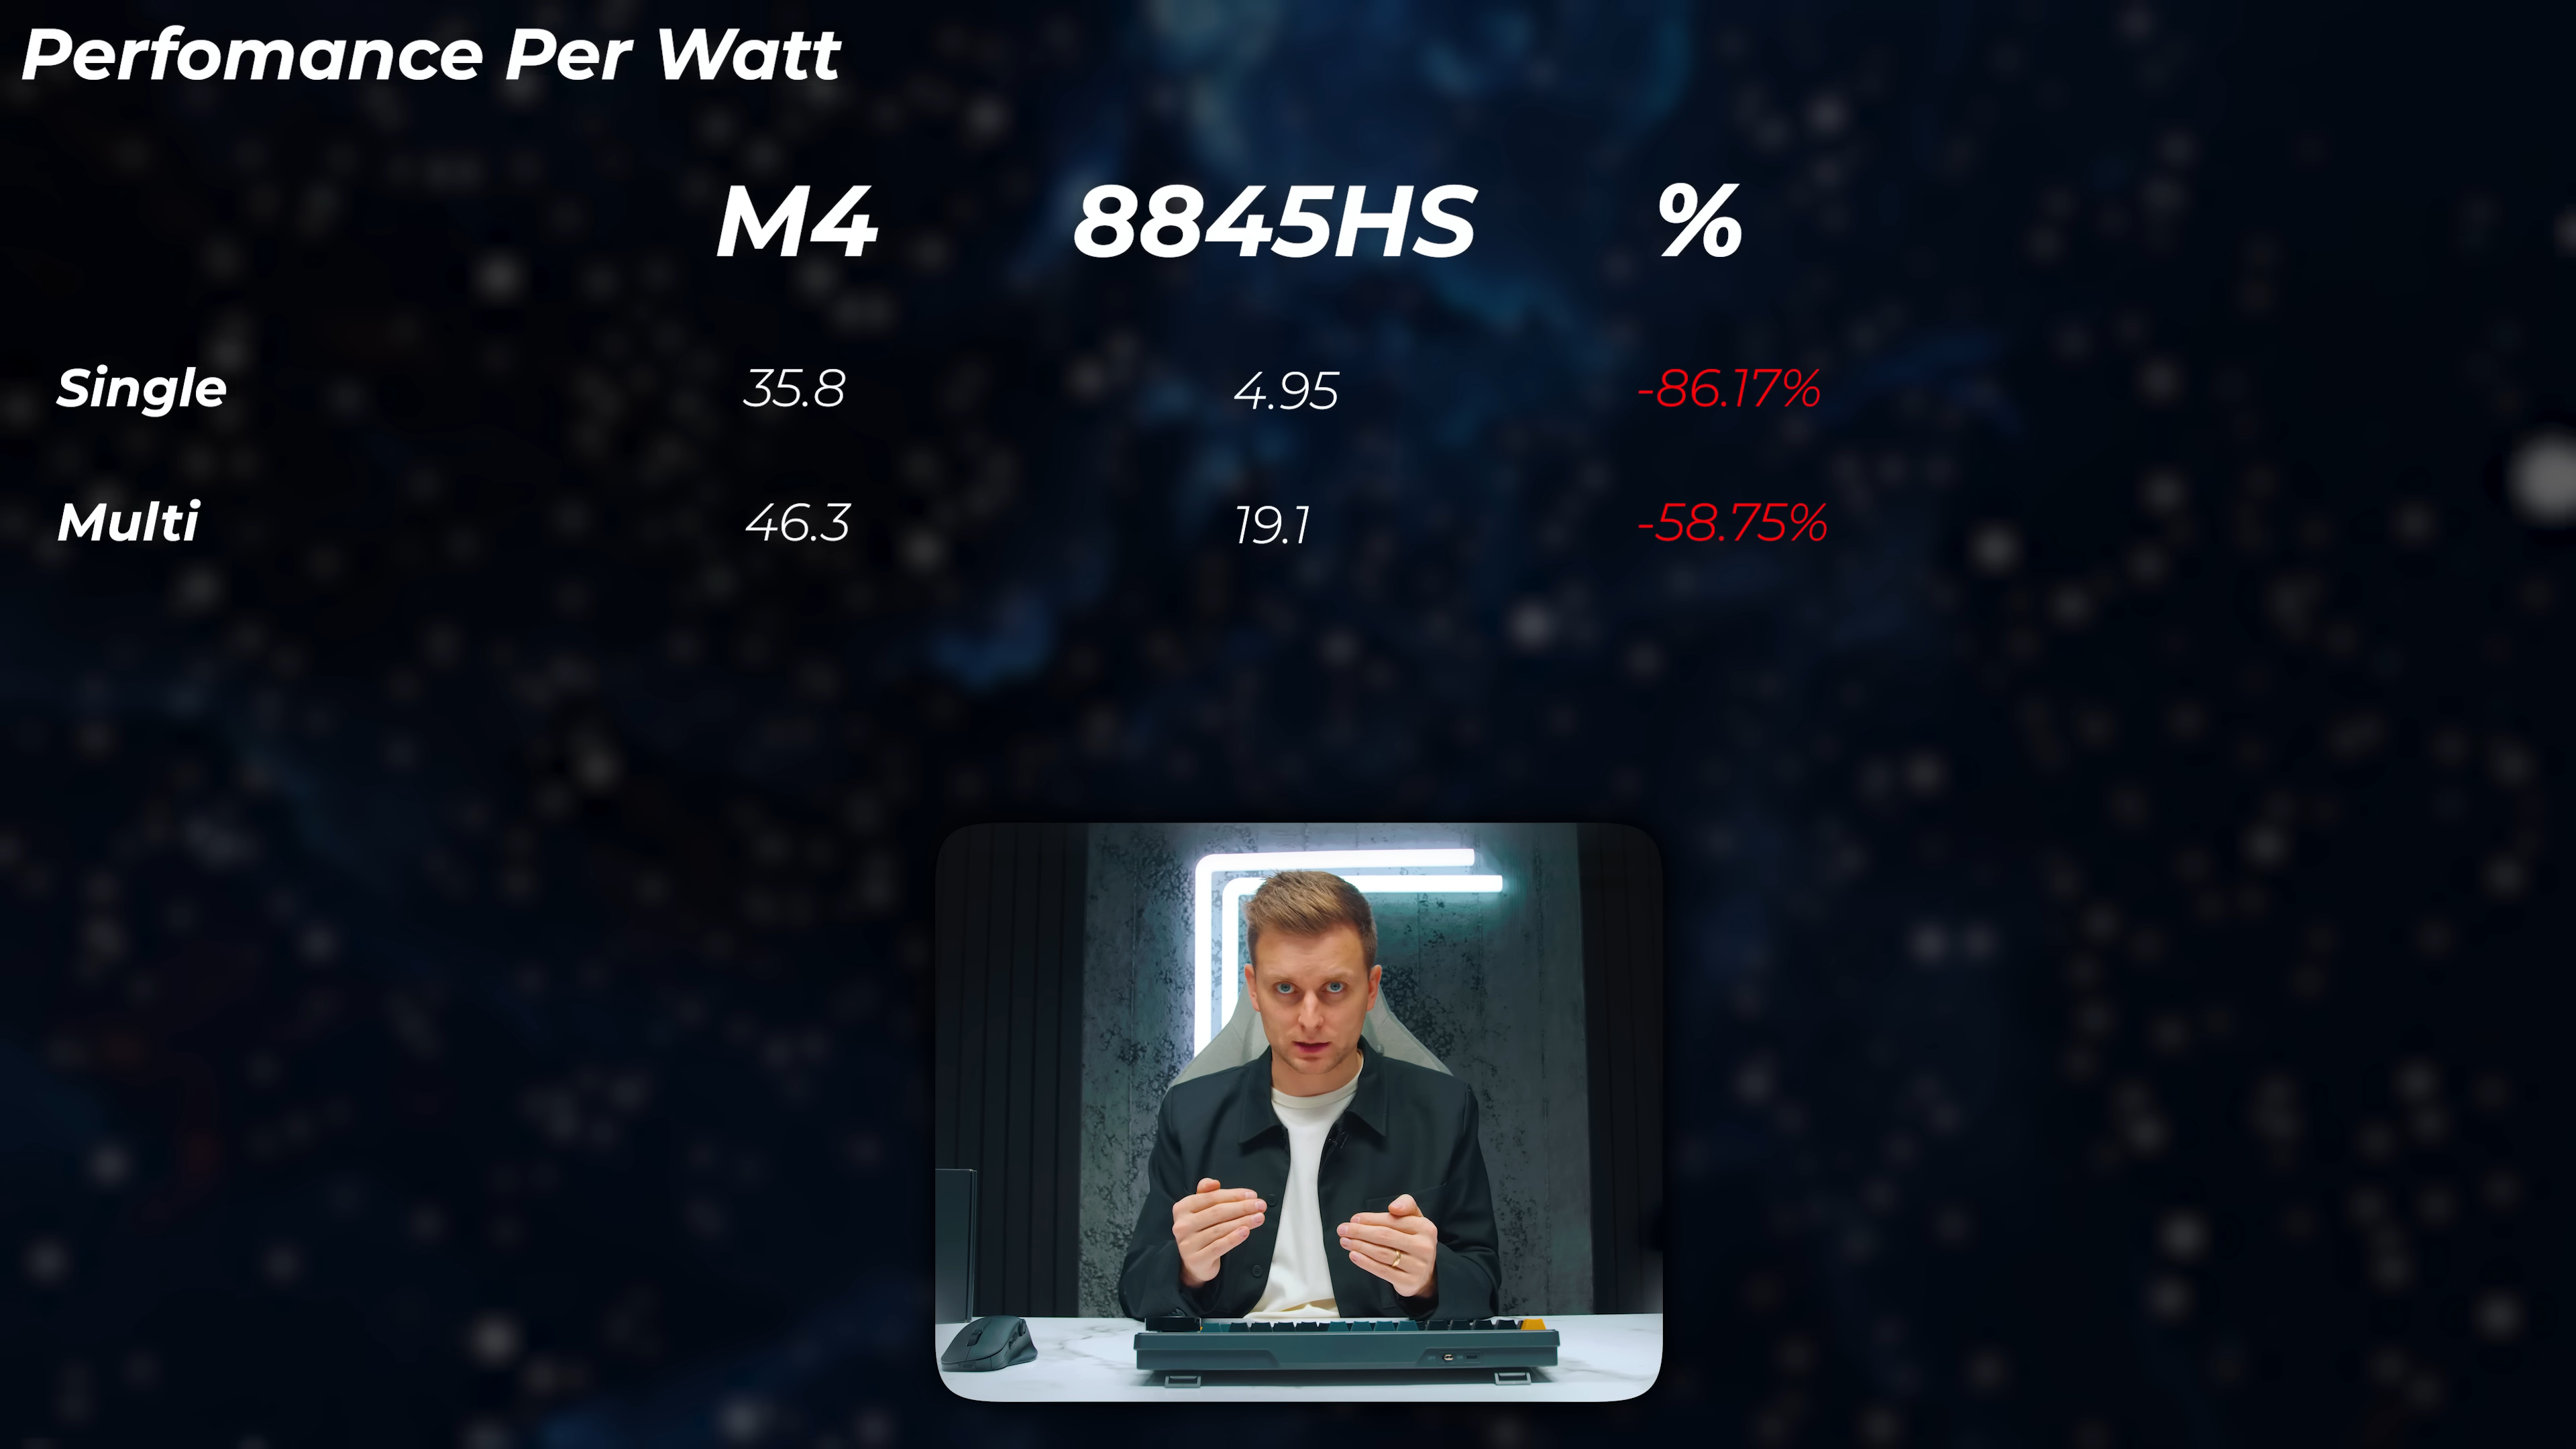 Perfomance Per Watt
M4 8845HS %
Single 35.8 4.95 -86.17%
Multi 46.3 19.1 -58.75%